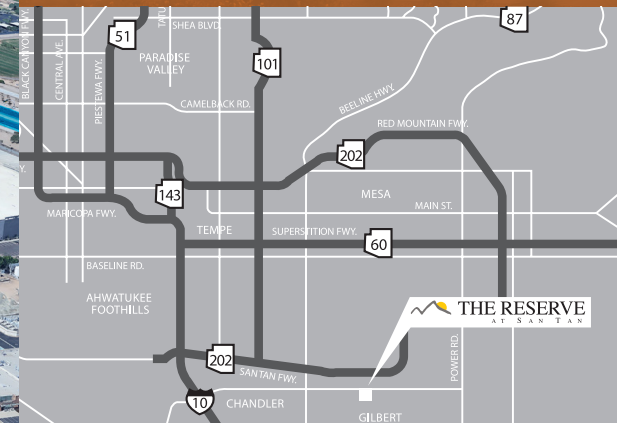 87
SHEA BLVD.
TATU
51
BLACK CANYON FWY.
CENTRAL AVE.
PIESTEWA FWY.
PARADISE
VALLEY
101
CAMELBACK RD.
BEELINE HWY.
RED MOUNTAIN FWY.
202
Y.
143
MESA
MAIN ST.
MARICOPA FWY.
TEMPE
SUPERSTITION FWY.
60
BASELINE RD.
AHWATUKEE
FOOTHILLS
THE RESERVE
AT SAN TAN
POWER RD.
202
SANTAN FWY.
10
CHANDLER
GILBERT